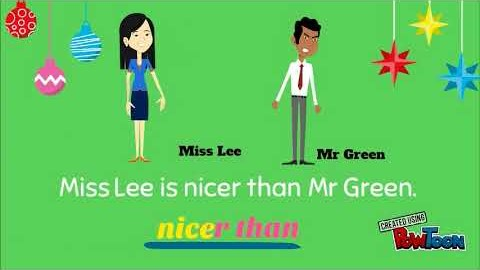 Miss Lee
Mr Green
Miss Lee is nicer than Mr Green.
nicer than
CREATED USING
POWTOON